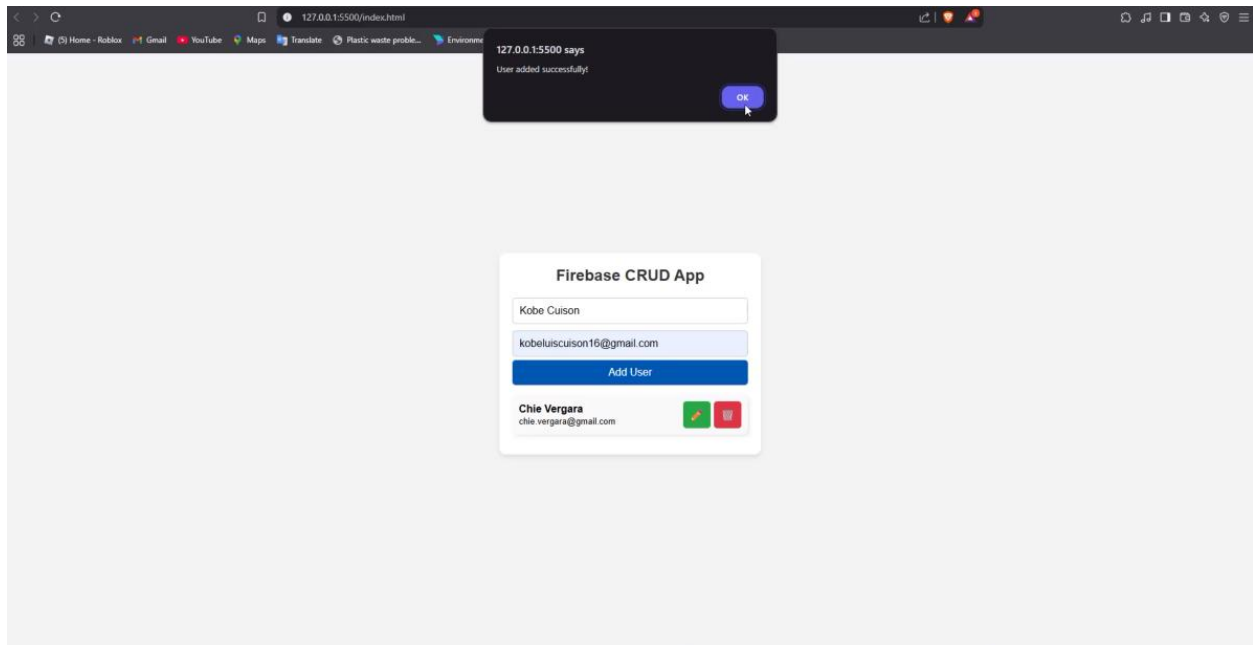 127.0.0.1:5500/index.html
(5) Home - Roblox Gmail YouTube Maps Translate Plastic waste proble... Environme
127.0.0.1:5500 says
User added successfully!
OK
Firebase CRUD App
Kobe Cuison
kobeluiscuison16@gmail.com
Add User
Chie Vergara
chie.vergara@gmail.com